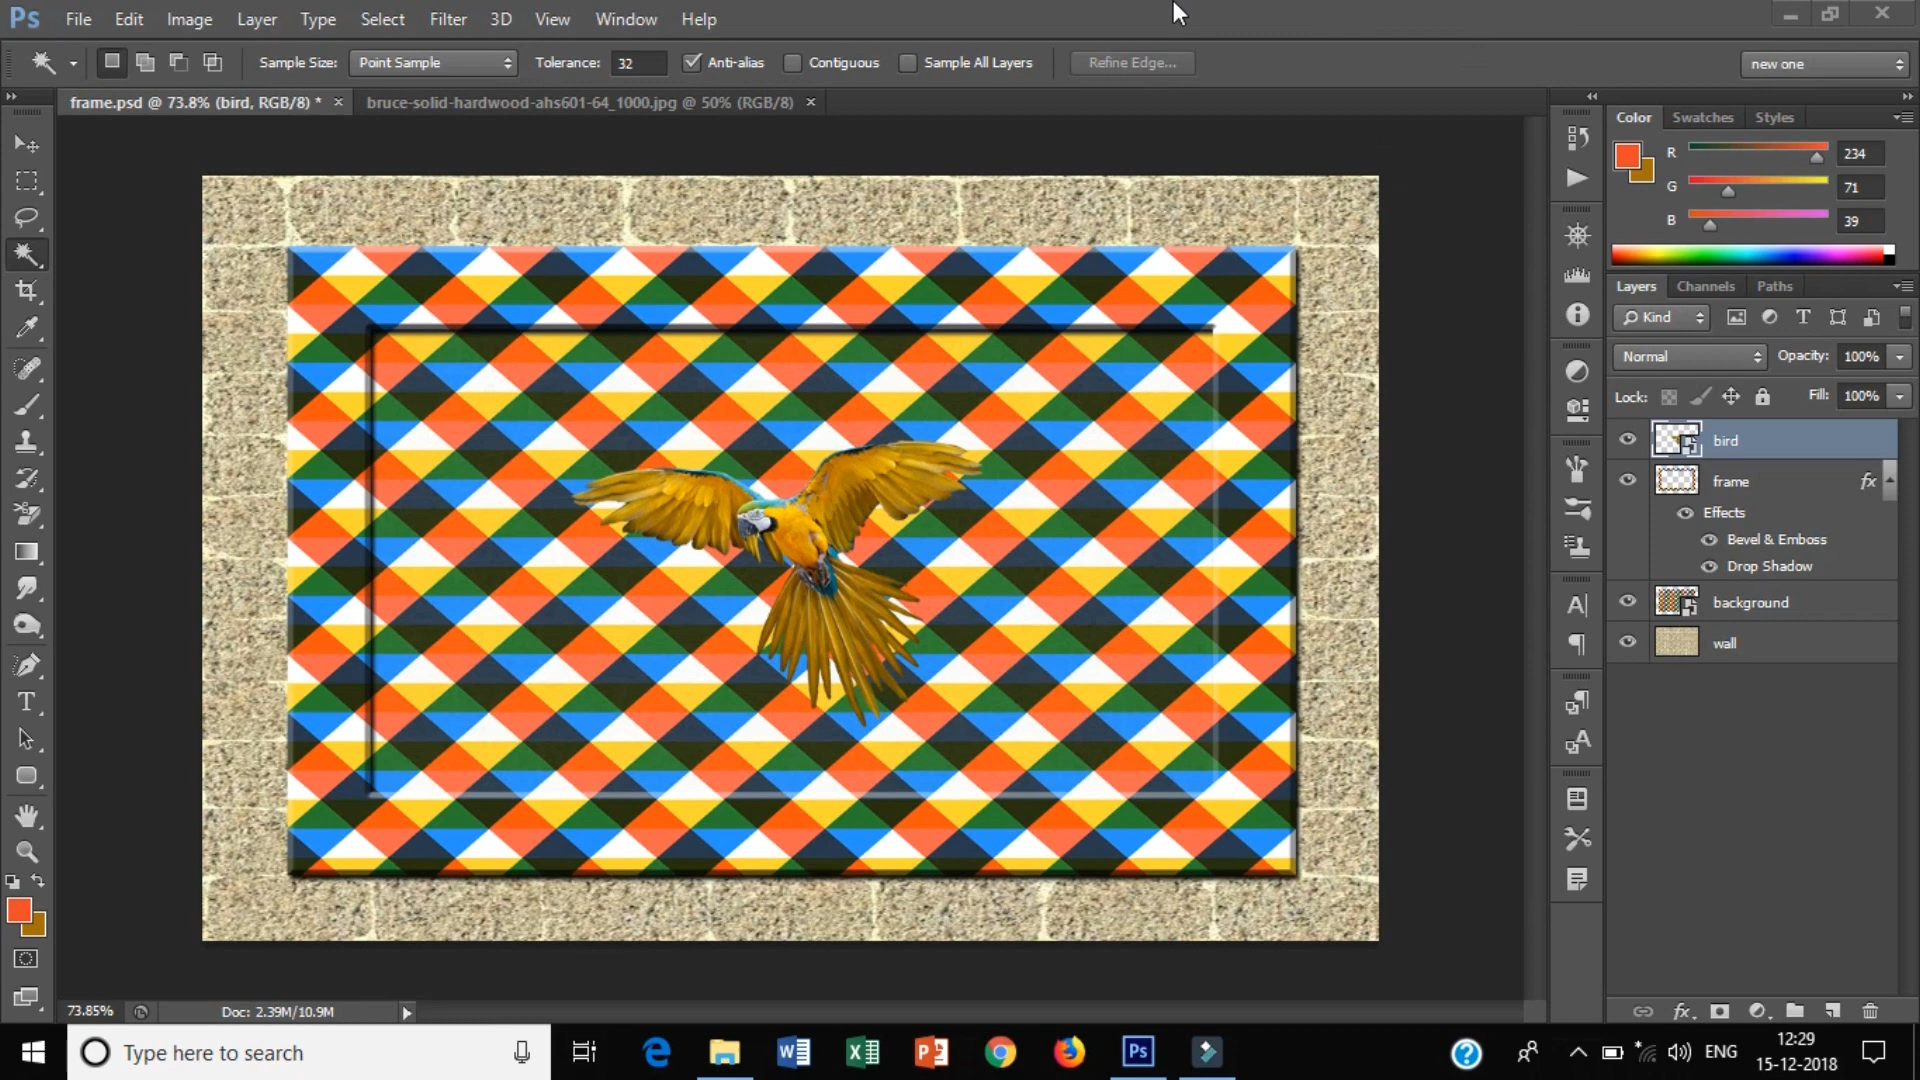 Ps File Edit Image Layer Type Select Filter 3D View Window Help
Sample Size: Point Sample Tolerance: 32 Anti-alias Contiguous Sample All Layers Refine Edge... new one
frame.psd @ 73.8% (bird, RGB/8) * × bruce-solid-hardwood-ahs601-64_1000.jpg @ 50% (RGB/8) ×
Color Swatches Styles
R 234
G 71
B 39
Layers Channels Paths
Kind
Normal Opacity: 100%
Lock: Fill: 100%
bird
frame fx
Effects
Bevel & Emboss
Drop Shadow
background
wall
73.85% Doc: 2.39M/10.9M
Type here to search
ENG
12:29
15-12-2018